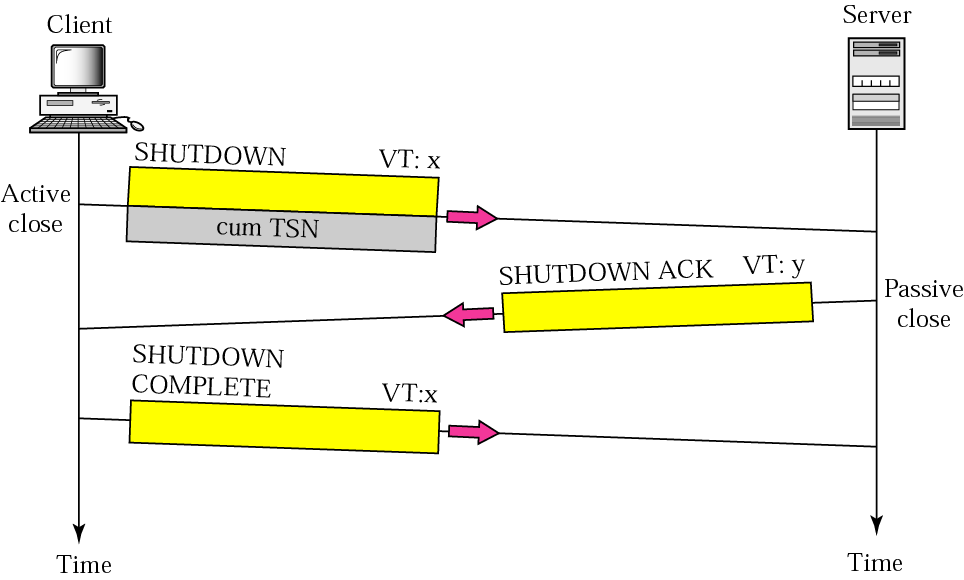 Client
Server
SHUTDOWN
VT: x
Active
close
cum TSN
SHUTDOWN ACK
VT: y
Passive
close
SHUTDOWN
COMPLETE
VT:x
Time
Time